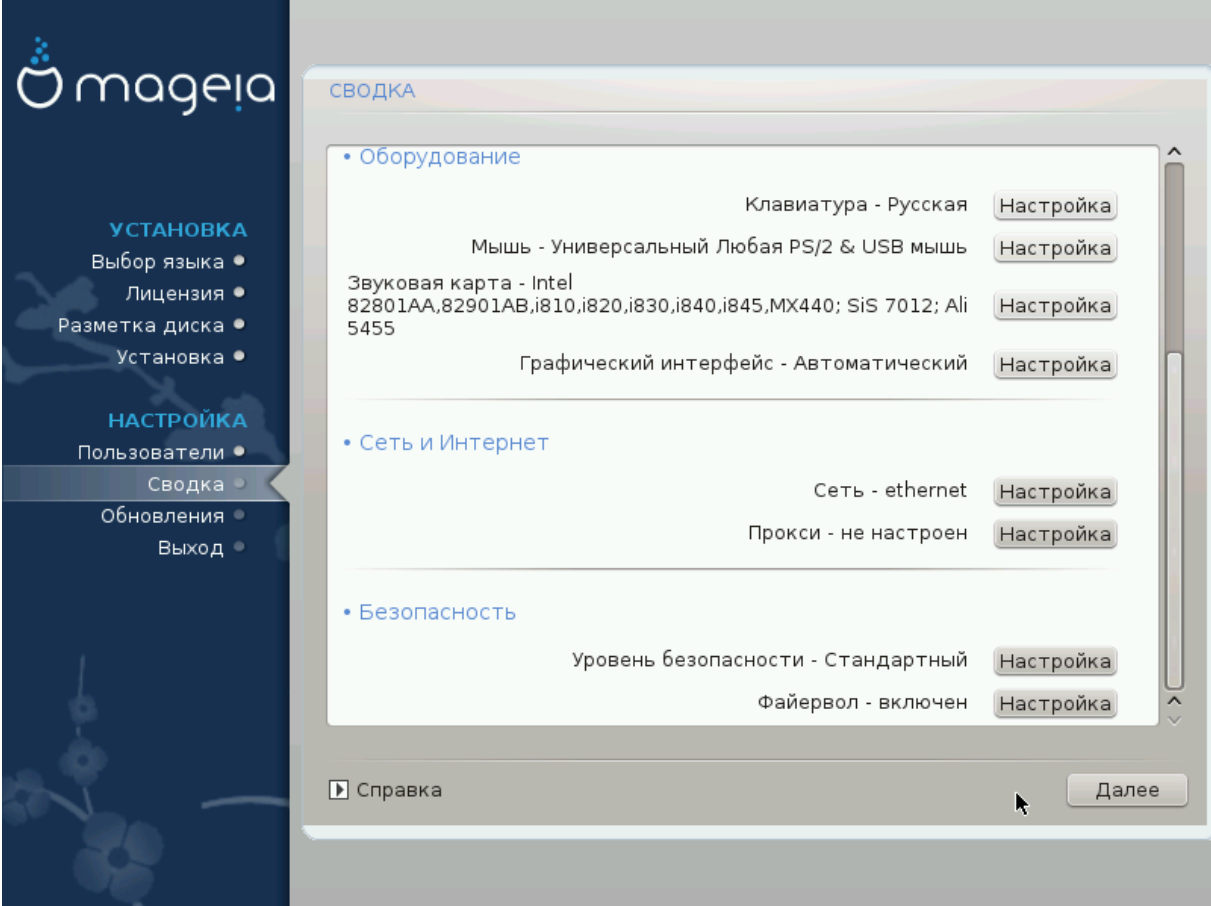 mageia
УСТАНОВКА
Выбор языка
Лицензия
Разметка диска
Установка
НАСТРОЙКА
Пользователи
Сводка
Обновления
Выход
СВОДКА
• Оборудование
Клавиатура - Русская Настройка
Мышь - Универсальный Любая PS/2 & USB мышь Настройка
Звуковая карта - Intel
82801AA,82901AB,i810,i820,i830,i840,i845,MX440; SiS 7012; Ali Настройка
5455
Графический интерфейс - Автоматический Настройка
• Сеть и Интернет
Сеть - ethernet Настройка
Прокси - не настроен Настройка
• Безопасность
Уровень безопасности - Стандартный Настройка
Файервол - включен Настройка
Справка
Далее